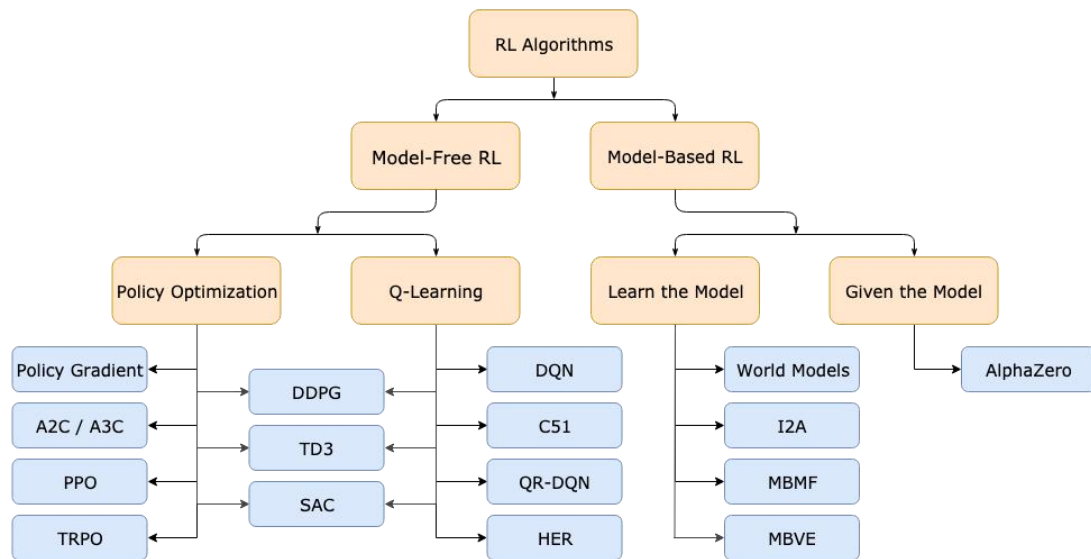 RL Algorithms
Model-Free RL
Model-Based RL
Policy Optimization
Q-Learning
Learn the Model
Given the Model
Policy Gradient
DDPG
DQN
World Models
AlphaZero
A2C / A3C
TD3
C51
I2A
PPO
SAC
QR-DQN
MBMF
TRPO
HER
MBVE